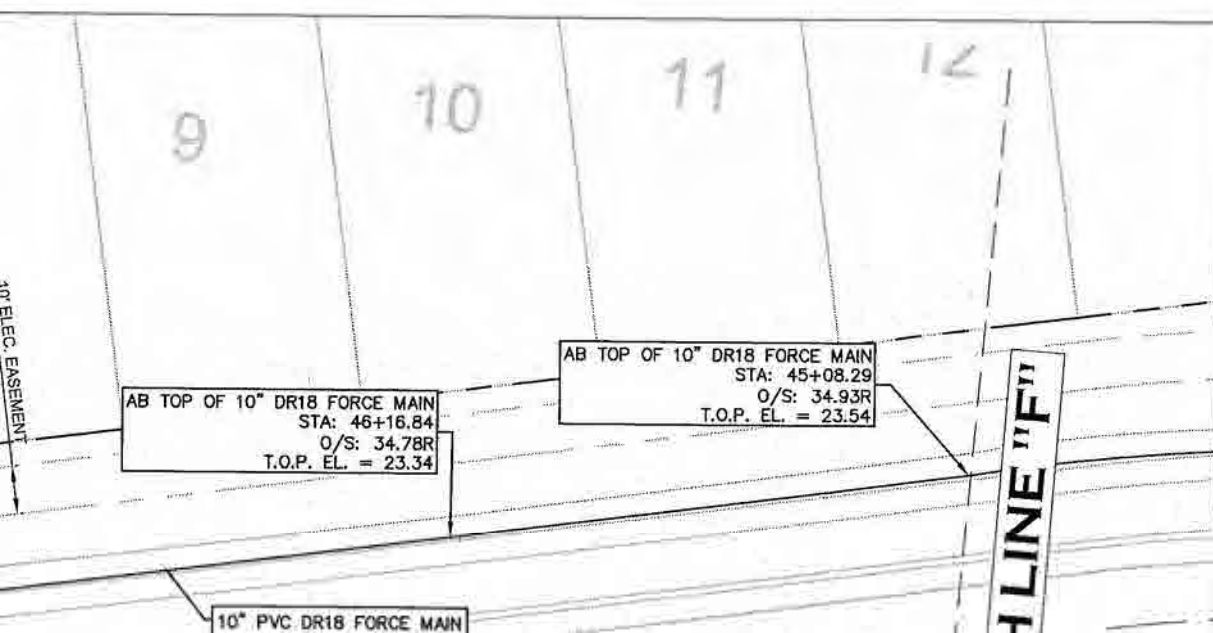 9
10
11
12
10' ELEC. EASEMENT
AB TOP OF 10" DR18 FORCE MAIN
STA: 45+08.29
O/S: 34.93R
T.O.P. EL. = 23.54
AB TOP OF 10" DR18 FORCE MAIN
STA: 46+16.84
O/S: 34.78R
T.O.P. EL. = 23.34
H LINE "F"
10" PVC DR18 FORCE MAIN